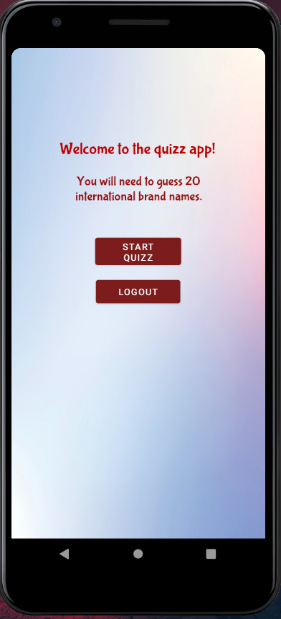 Welcome to the quizz app!
You will need to guess 20
international brand names.
START
QUIZZ
LOGOUT